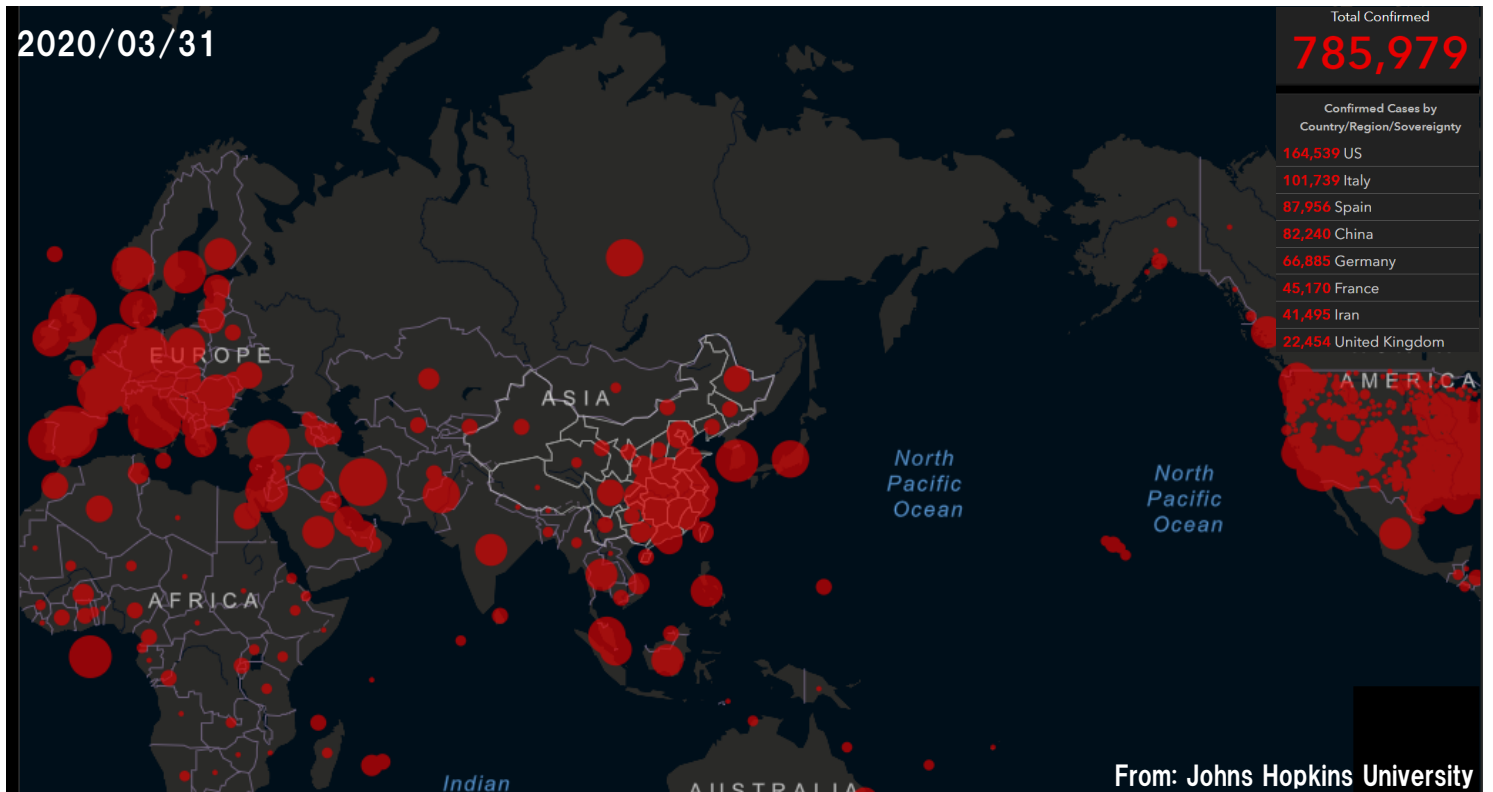 2020/03/31
Total Confirmed
785,979
Confirmed Cases by
Country/Region/Sovereignty
164,539 US
101,739 Italy
87,956 Spain
82,240 China
66,885 Germany
45,170 France
41,495 Iran
22,454 United Kingdom
EUROPE
ASIA
AMERICA
North
Pacific
Ocean
North
Pacific
Ocean
AFRICA
Indian
AUSTRALIA
From: Johns Hopkins University